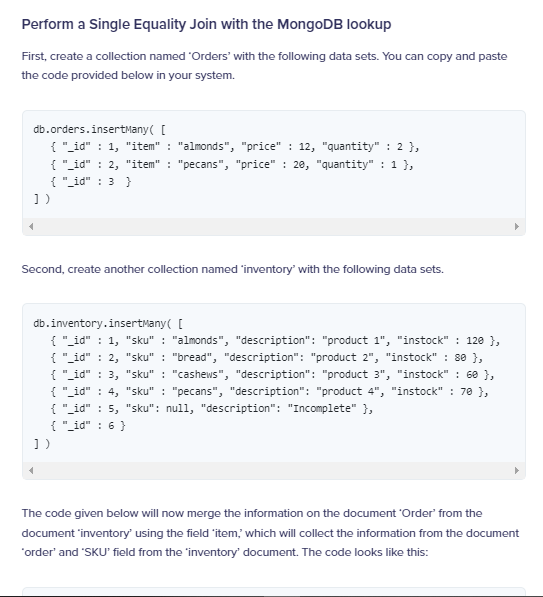 Perform a Single Equality Join with the MongoDB lookup
First, create a collection named 'Orders' with the following data sets. You can copy and paste
the code provided below in your system.
db.orders.insertMany( [
{ "_id" : 1, "item" : "almonds", "price" : 12, "quantity" : 2 },
{ "_id" : 2, "item" : "pecans", "price" : 20, "quantity" : 1 },
{ "_id" : 3  }
] )
Second, create another collection named 'inventory' with the following data sets.
db.inventory.insertMany( [
{ "_id" : 1, "sku" : "almonds", "description": "product 1", "instock" : 120 },
{ "_id" : 2, "sku" : "bread", "description": "product 2", "instock" : 80 },
{ "_id" : 3, "sku" : "cashews", "description": "product 3", "instock" : 60 },
{ "_id" : 4, "sku" : "pecans", "description": "product 4", "instock" : 70 },
{ "_id" : 5, "sku": null, "description": "Incomplete" },
{ "_id" : 6 }
] )
The code given below will now merge the information on the document 'Order' from the
document 'inventory' using the field 'item,' which will collect the information from the document
'order' and 'SKU' field from the 'inventory' document. The code looks like this: